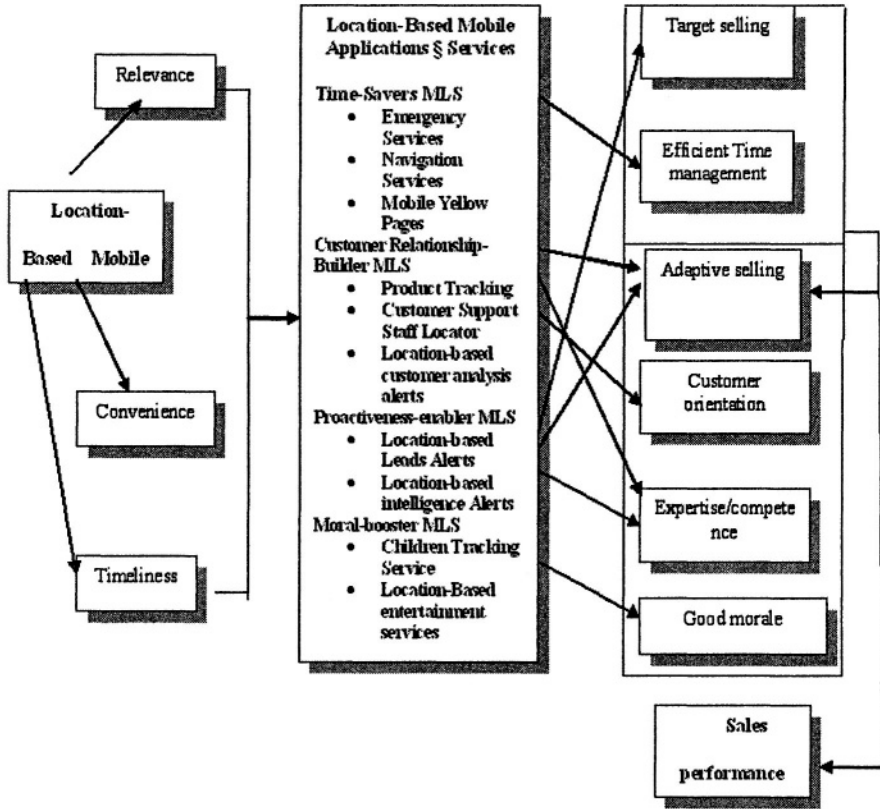 Relevance
Location-
Based Mobile
Convenience
Timeliness
Location-Based Mobile
Applications § Services
Time-Savers MLS
• Emergency
Services
• Navigation
Services
• Mobile Yellow
Pages
Customer Relationship-
Builder MLS
• Product Tracking
• Customer Support
Staff Locator
• Location-based
customer analysis
alerts
Proactiveness-enabler MLS
• Location-based
Leads Alerts
• Location-based
intelligence Alerts
Moral-booster MLS
• Children Tracking
Service
• Location-Based
entertainment
services
Target selling
Efficient Time
management
Adaptive selling
Customer
orientation
Expertise/compete
nce
Good morale
Sales
performance